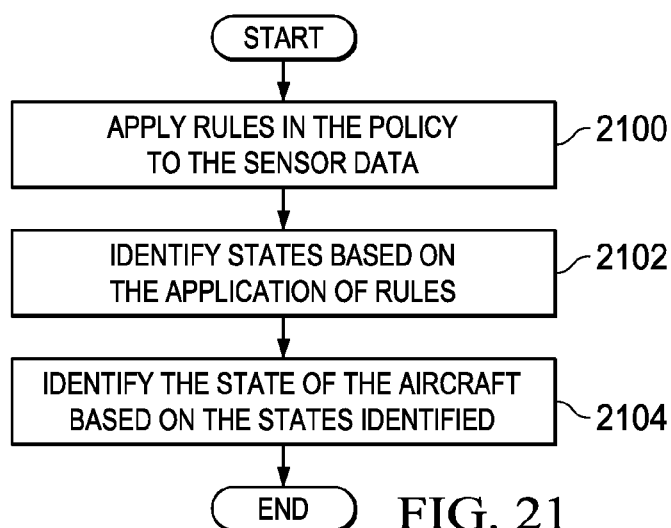 START
APPLY RULES IN THE POLICY
TO THE SENSOR DATA
2100
IDENTIFY STATES BASED ON
THE APPLICATION OF RULES
2102
IDENTIFY THE STATE OF THE AIRCRAFT
BASED ON THE STATES IDENTIFIED
2104
END
FIG. 21